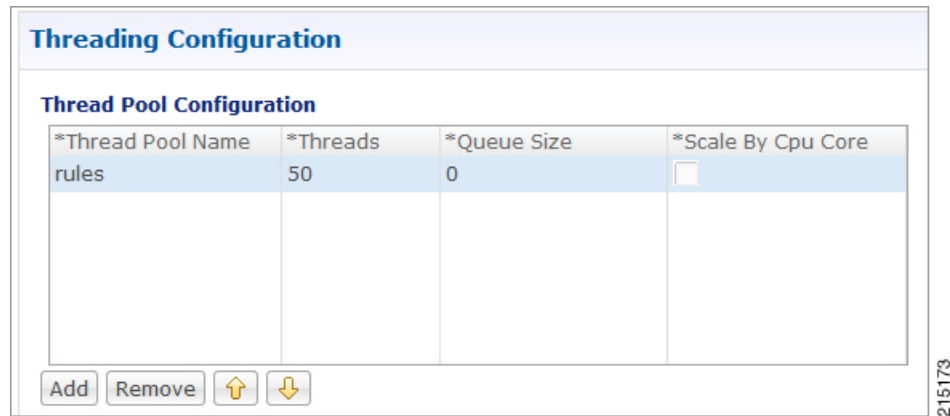 Threading Configuration
Thread Pool Configuration
*Thread Pool Name *Threads *Queue Size *Scale By Cpu Core
rules 50 0
Add Remove
215173